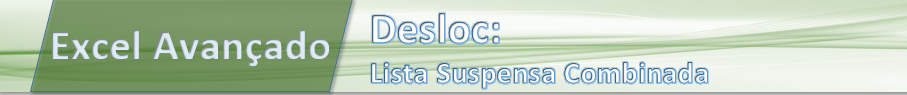 Excel Avançado
Desloc:
Lista Suspensa Combinada